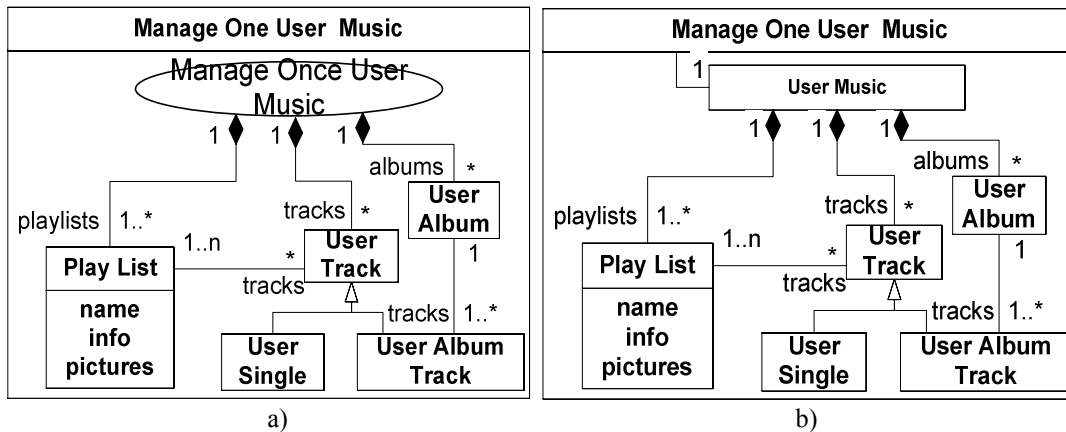 Manage One User Music
Manage Once User
Music
1 1 1
albums *
User
Album
1
playlists 1..*
tracks *
1..n
*
User
Track
tracks
Play List
name
info
pictures
tracks 1..*
User
Single
User Album
Track
a)
Manage One User Music
1
User Music
1 1 1
albums *
User
Album
1
playlists 1..*
tracks *
1..n
*
User
Track
tracks
Play List
name
info
pictures
tracks 1..*
User
Single
User Album
Track
b)